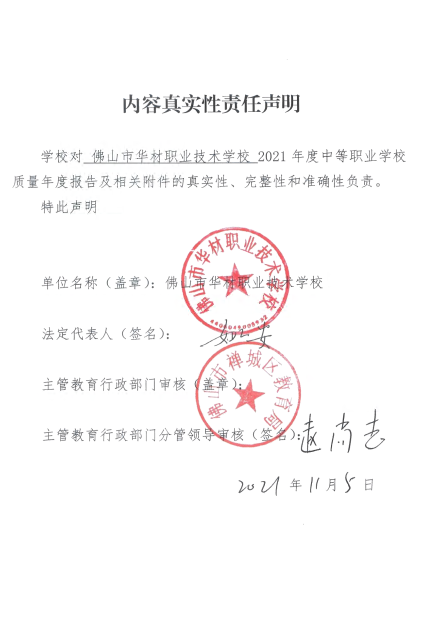 内容真实性责任声明
学校对 佛山市华材职业技术学校 2021 年度中等职业学校
质量年度报告及相关附件的真实性、完整性和准确性负责。
特此声明
单位名称（盖章）：佛山市华材职业技术学校
佛山市华材职业技术学校
法定代表人（签名）：
主管教育行政部门审核（盖章）：
佛山市禅城区教育局
主管教育行政部门分管领导审核（签名）：
2021 年 11 月 5 日